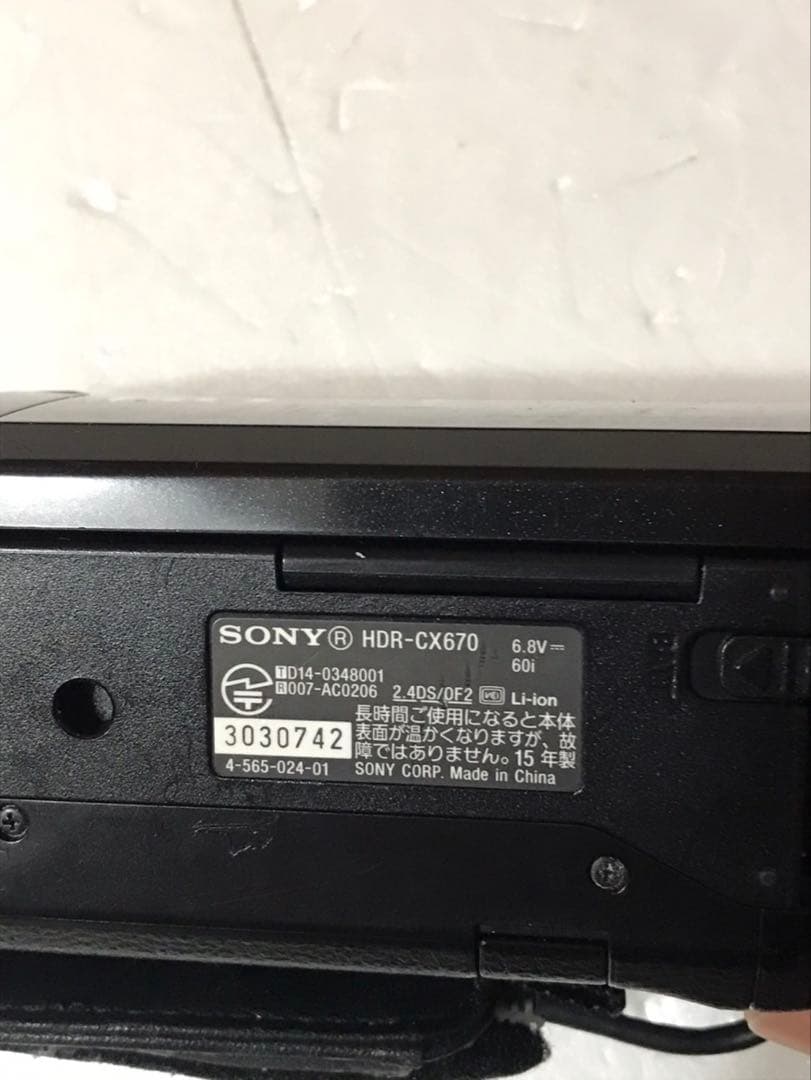 SONY® HDR-CX670 6.8V⎓
60i
TD14-0348001
R007-AC0206 2.4DS/OF2 VCCI Li-ion
長時間ご使用になると本体
表面が温かくなりますが、故
障ではありません。15年製
3030742
4-565-024-01 SONY CORP. Made in China